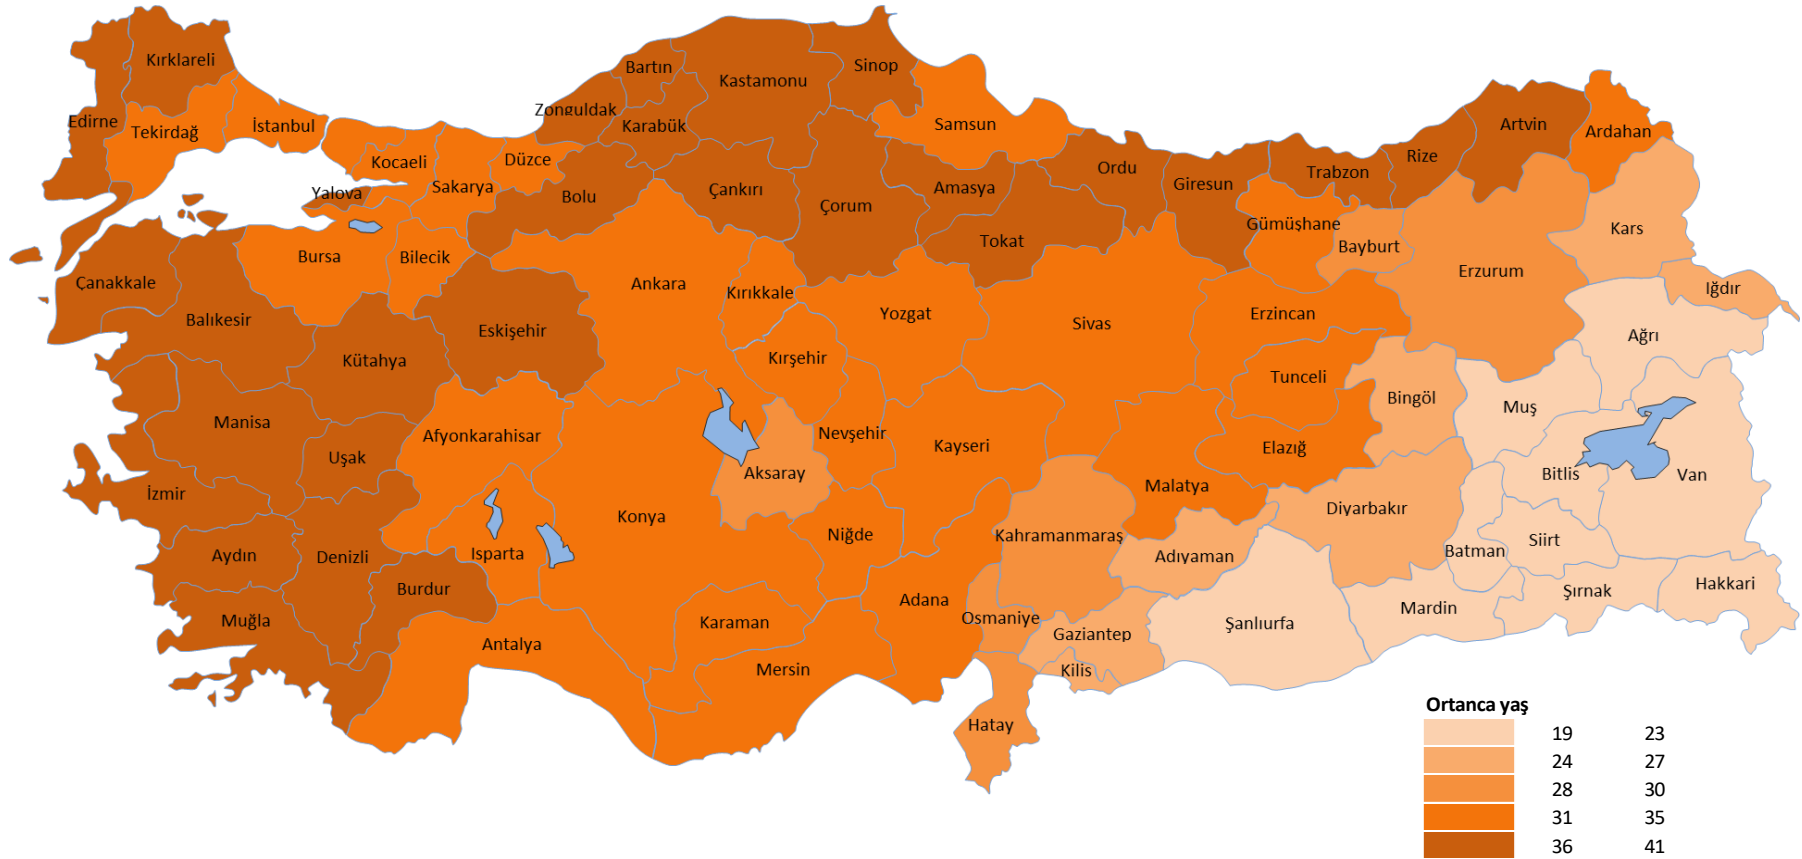 Kırklareli
Bartın
Kastamonu
Sinop
Edirne
Tekirdağ
İstanbul
Zonguldak
Karabük
Samsun
Artvin
Ardahan
Kocaeli
Düzce
Sakarya
Yalova
Bolu
Çankırı
Çorum
Amasya
Ordu
Giresun
Trabzon
Rize
Gümüşhane
Bayburt
Kars
Tokat
Bursa
Bilecik
Erzurum
Çanakkale
Ankara
Kırıkkale
Iğdır
Balıkesir
Eskişehir
Yozgat
Sivas
Erzincan
Ağrı
Kütahya
Kırşehir
Tunceli
Bingöl
Muş
Manisa
Afyonkarahisar
Nevşehir
Kayseri
Elazığ
Uşak
Aksaray
Bitlis
Van
İzmir
Malatya
Konya
Diyarbakır
Niğde
Kahramanmaraş
Siirt
Aydın
Denizli
Isparta
Adıyaman
Batman
Burdur
Hakkari
Şırnak
Adana
Mardin
Muğla
Karaman
Osmaniye
Şanlıurfa
Antalya
Gaziantep
Mersin
Kilis
Hatay
Ortanca yaş
19 23
24 27
28 30
31 35
36 41